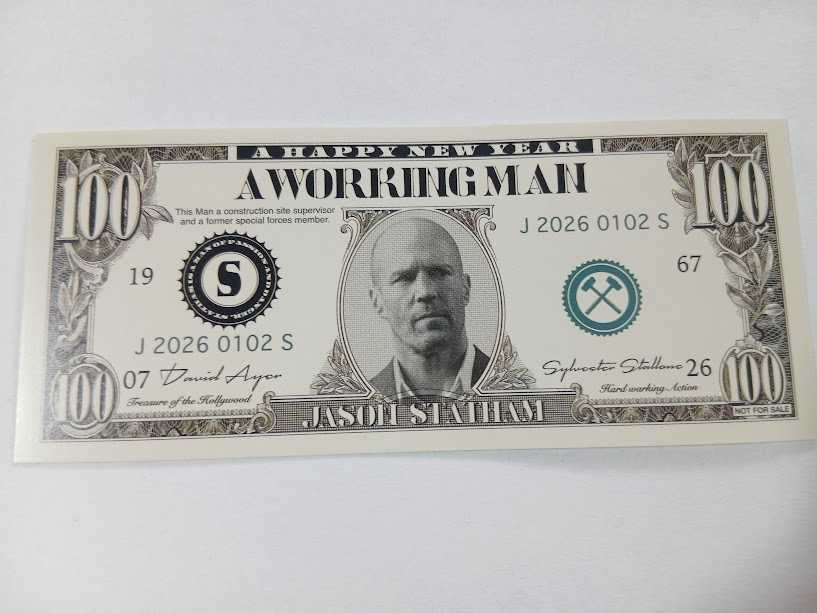 A HAPPY NEW YEAR
A WORKING MAN
100
100
This Man a construction site supervisor
and a former special forces member.
J 2026 0102 S
19
S
67
J 2026 0102 S
100
07
David Ayer
Treasure of the Hollywood
Sylvester Stallone
26
Hard working Action
100
JASON STATHAM
NOT FOR SALE